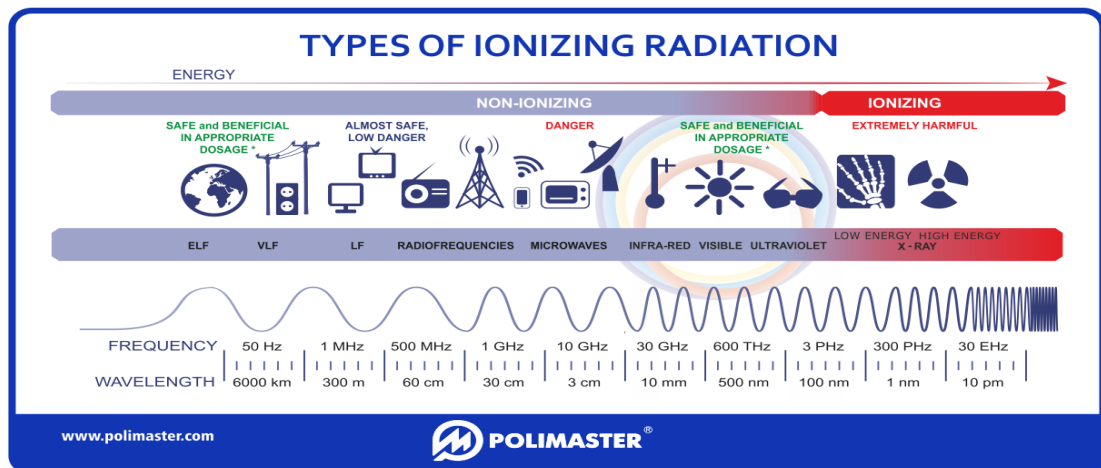 TYPES OF IONIZING RADIATION
ENERGY
NON-IONIZING
IONIZING
SAFE and BENEFICIAL
IN APPROPRIATE
DOSAGE *
ALMOST SAFE,
LOW DANGER
DANGER
SAFE and BENEFICIAL
IN APPROPRIATE
DOSAGE *
EXTREMELY HARMFUL
ELF
VLF
LF
RADIOFREQUENCIES
MICROWAVES
INFRA-RED
VISIBLE
ULTRAVIOLET
LOW ENERGY
HIGH ENERGY
X - RAY
FREQUENCY 50 Hz 1 MHz 500 MHz 1 GHz 10 GHz 30 GHz 600 THz 3 PHz 300 PHz 30 EHz
WAVELENGTH 6000 km 300 m 60 cm 30 cm 3 cm 10 mm 500 nm 100 nm 1 nm 10 pm
www.polimaster.com
POLIMASTER®